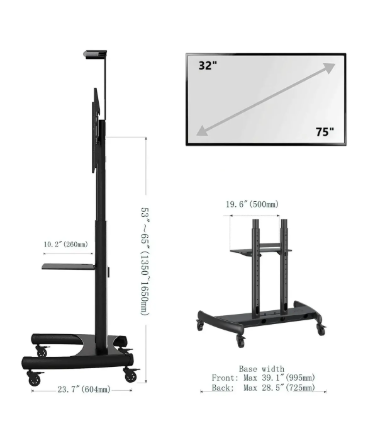 32"
75"
19.6"(500mm)
10.2"(260mm)
53"~65"(1350~1650mm)
23.7"(604mm)
Base width
Front: Max 39.1"(995mm)
Back: Max 28.5"(725mm)